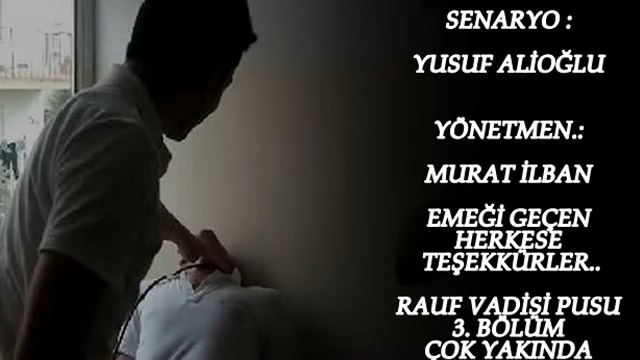 SENARYO :
YUSUF ALİOĞLU
YÖNETMEN.:
MURAT İLBAN
EMEĞİ GEÇEN
HERKESE
TEŞEKKÜRLER..
RAUF VADİSİ PUSU
3. BÖLÜM
ÇOK YAKINDA